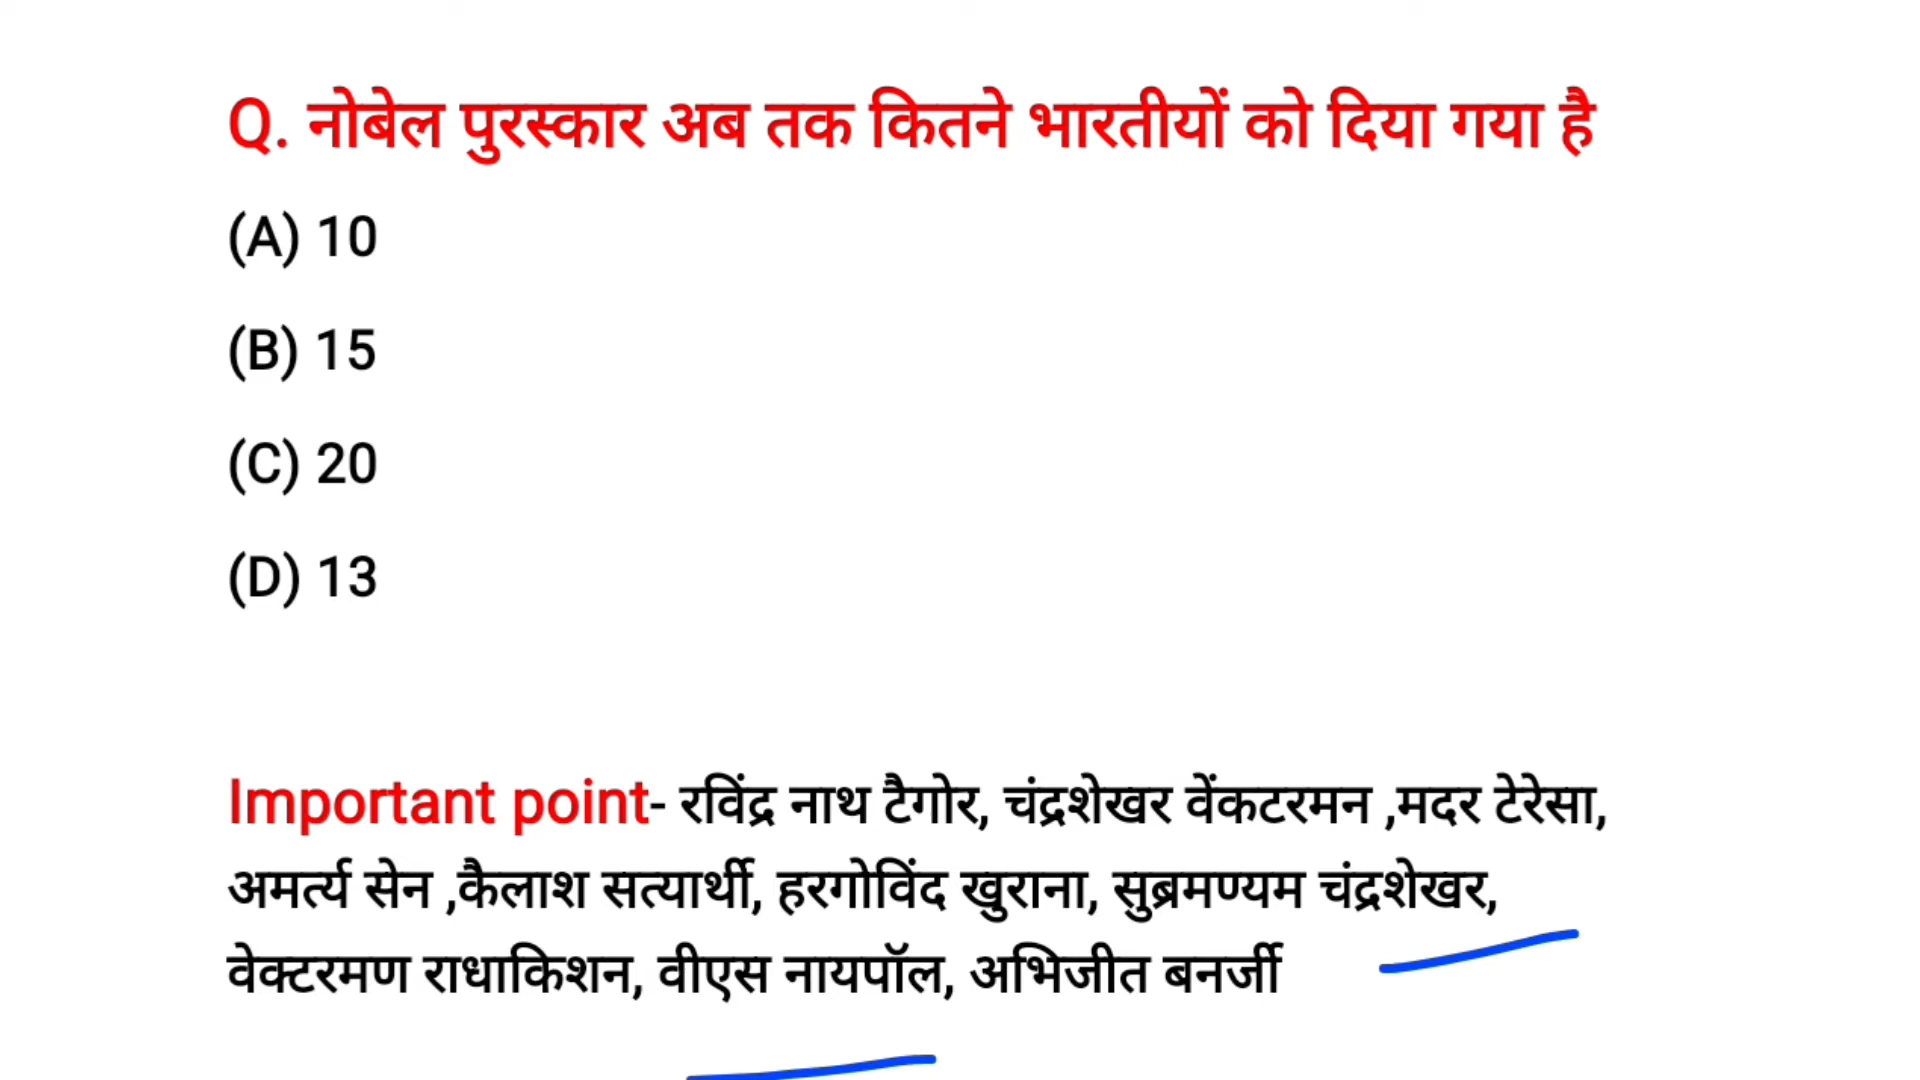 Q. नोबेल पुरस्कार अब तक कितने भारतीयों को दिया गया है
(A) 10
(B) 15
(C) 20
(D) 13
Important point- रविंद्र नाथ टैगोर, चंद्रशेखर वेंकटरमन ,मदर टेरेसा,
अमर्त्य सेन ,कैलाश सत्यार्थी, हरगोविंद खुराना, सुब्रमण्यम चंद्रशेखर,
वेक्टरमण राधाकिशन, वीएस नायपॉल, अभिजीत बनर्जी